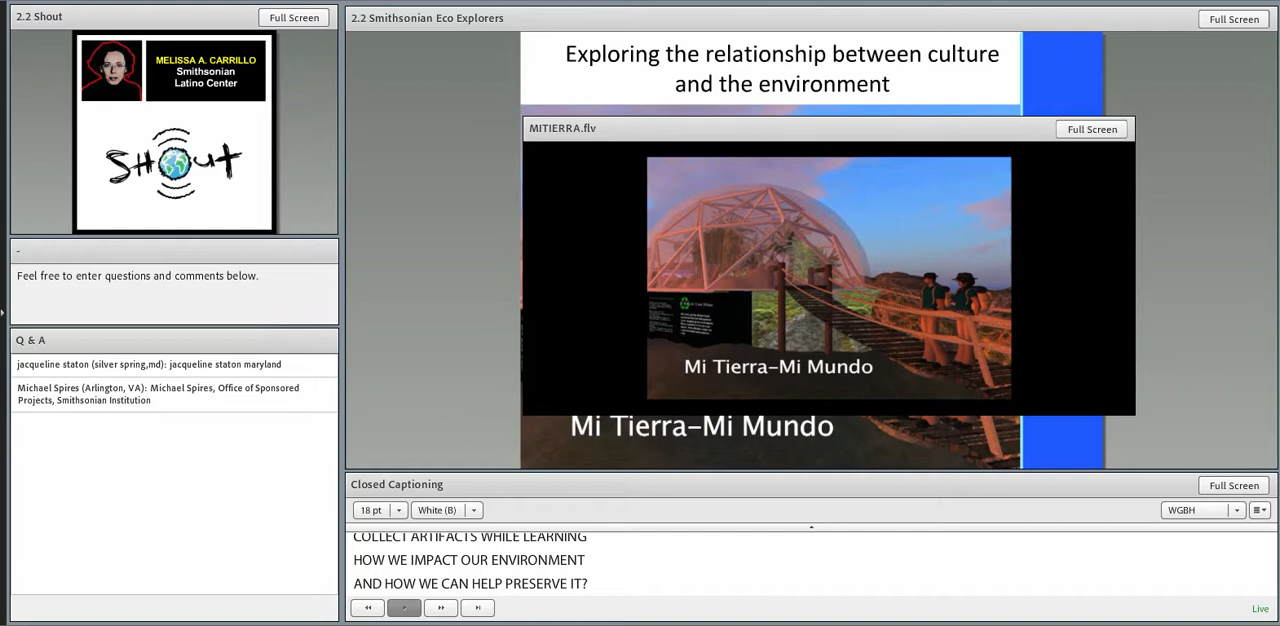 2.2 Shout
Full Screen
MELISSA A. CARRILLO
Smithsonian
Latino Center
SHOut
-
Feel free to enter questions and comments below.
Q & A
jacqueline staton (silver spring,md): jacqueline staton maryland
Michael Spires (Arlington, VA): Michael Spires, Office of Sponsored
Projects, Smithsonian Institution
2.2 Smithsonian Eco Explorers
Full Screen
Exploring the relationship between culture
and the environment
MITIERRA.flv
Full Screen
Mi Tierra-Mi Mundo
Mi Tierra-Mi Mundo
Closed Captioning
Full Screen
18 pt
White (B)
WGBH
COLLECT ARTIFACTS WHILE LEARNING
HOW WE IMPACT OUR ENVIRONMENT
AND HOW WE CAN HELP PRESERVE IT?
Live